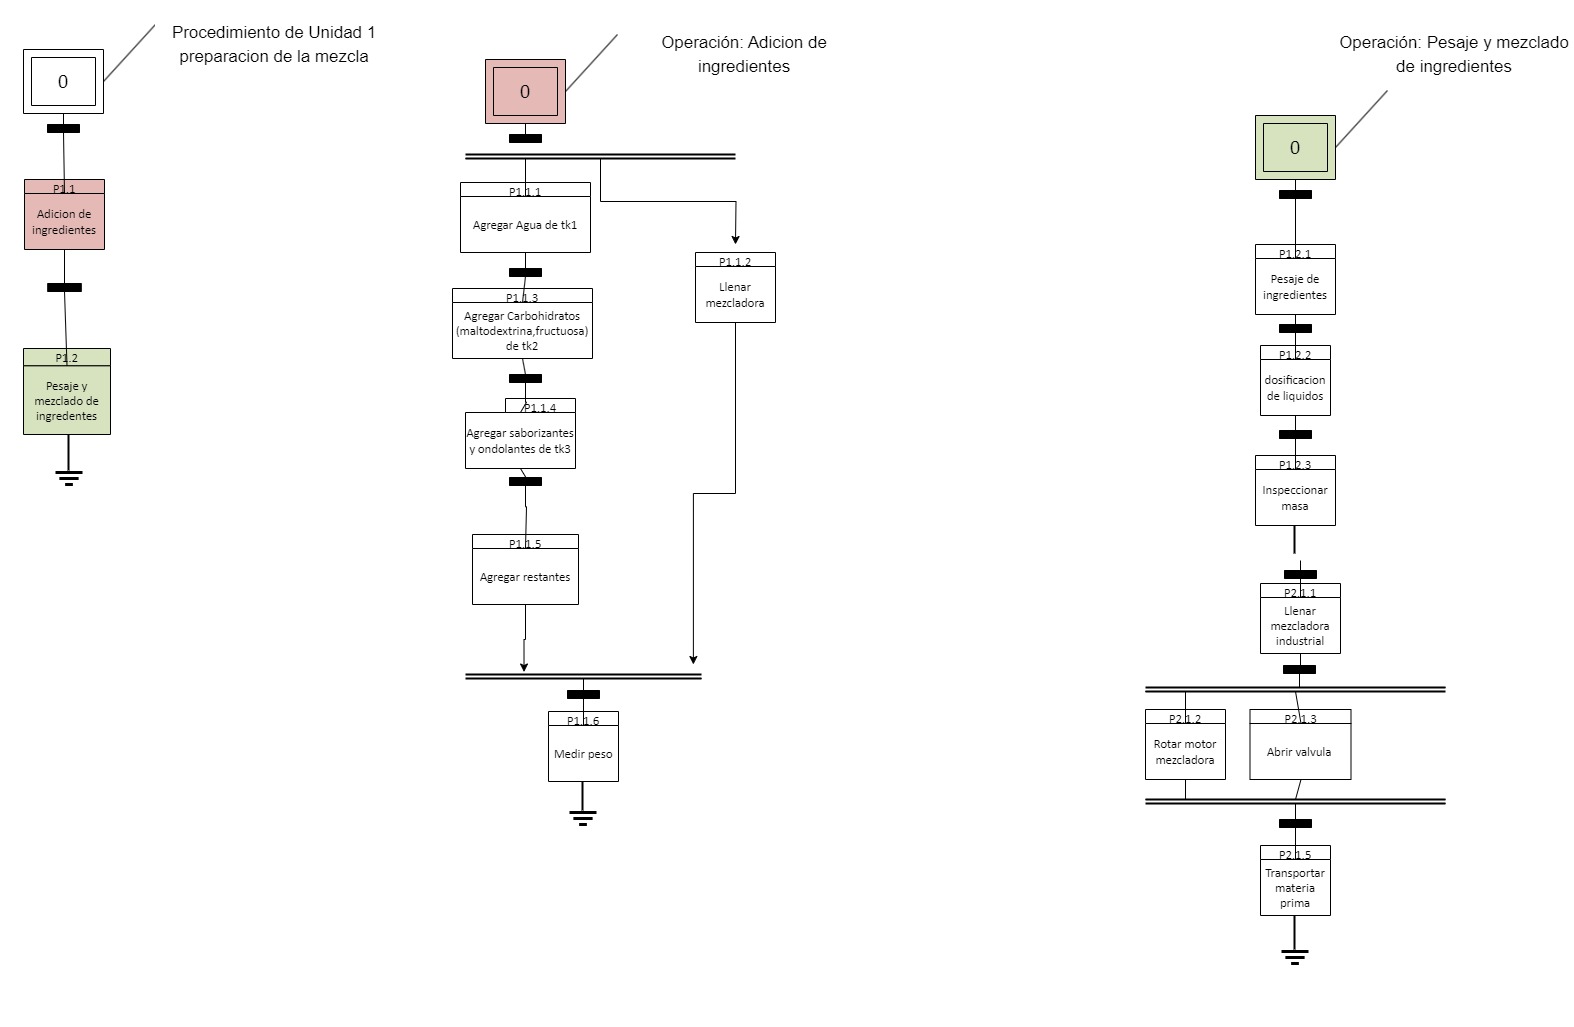 Procedimiento de Unidad 1
preparacion de la mezcla
0
P1.1
Adicion de
ingredientes
P1.2
Pesaje y
mezclado de
ingredentes
Operación: Adicion de
ingredientes
0
P1.1.1
Agregar Agua de tk1
P1.1.2
Llenar
mezcladora
P1.1.3
Agregar Carbohidratos
(maltodextrina,fructuosa)
de tk2
P1.1.4
Agregar saborizantes
y ondolantes de tk3
P1.1.5
Agregar restantes
P1.1.6
Medir peso
Operación: Pesaje y mezclado
de ingredientes
0
P1.2.1
Pesaje de
ingredientes
P1.2.2
dosificacion
de liquidos
P1.2.3
Inspeccionar
masa
P2.1.1
Llenar
mezcladora
industrial
P2.1.2
Rotar motor
mezcladora
P2.1.3
Abrir valvula
P2.1.5
Transportar
materia
prima